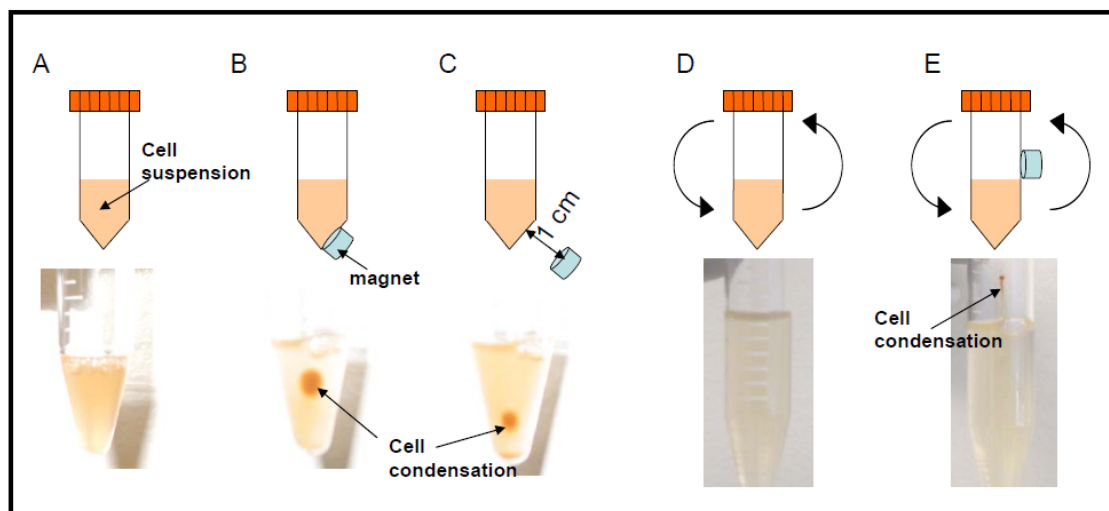 A
B
C
D
E
Cell
suspension
1 cm
magnet
Cell
condensation
Cell
condensation